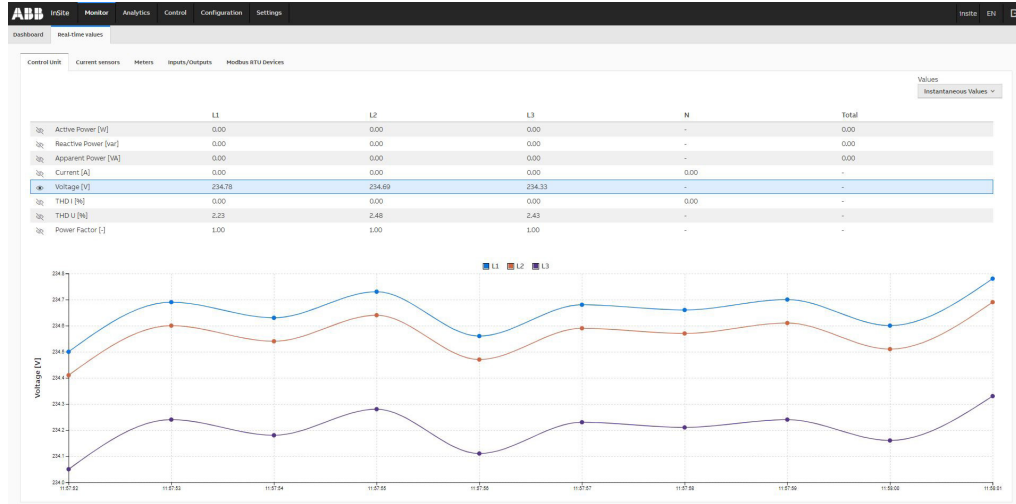 ABB InSite Monitor Analytics Control Configuration Settings Insite EN
Dashboard Real-time values
Control Unit Current sensors Meters Inputs/Outputs Modbus RTU Devices
Values
Instantaneous Values
L1 L2 L3 N Total
Active Power [W] 0.00 0.00 0.00 - 0.00
Reactive Power [var] 0.00 0.00 0.00 - 0.00
Apparent Power [VA] 0.00 0.00 0.00 - 0.00
Current [A] 0.00 0.00 0.00 0.00 -
Voltage [V] 234.78 234.69 234.33 - -
THD I [%] 0.00 0.00 0.00 0.00 -
THD U [%] 2.23 2.48 2.43 - -
Power Factor [-] 1.00 1.00 1.00 - -
L1 L2 L3
234.8
234.7
234.6
234.5
234.4
234.3
234.2
234.1
234.0
Voltage [V]
11:57:52 11:57:53 11:57:54 11:57:55 11:57:56 11:57:57 11:57:58 11:57:59 11:58:00 11:58:01